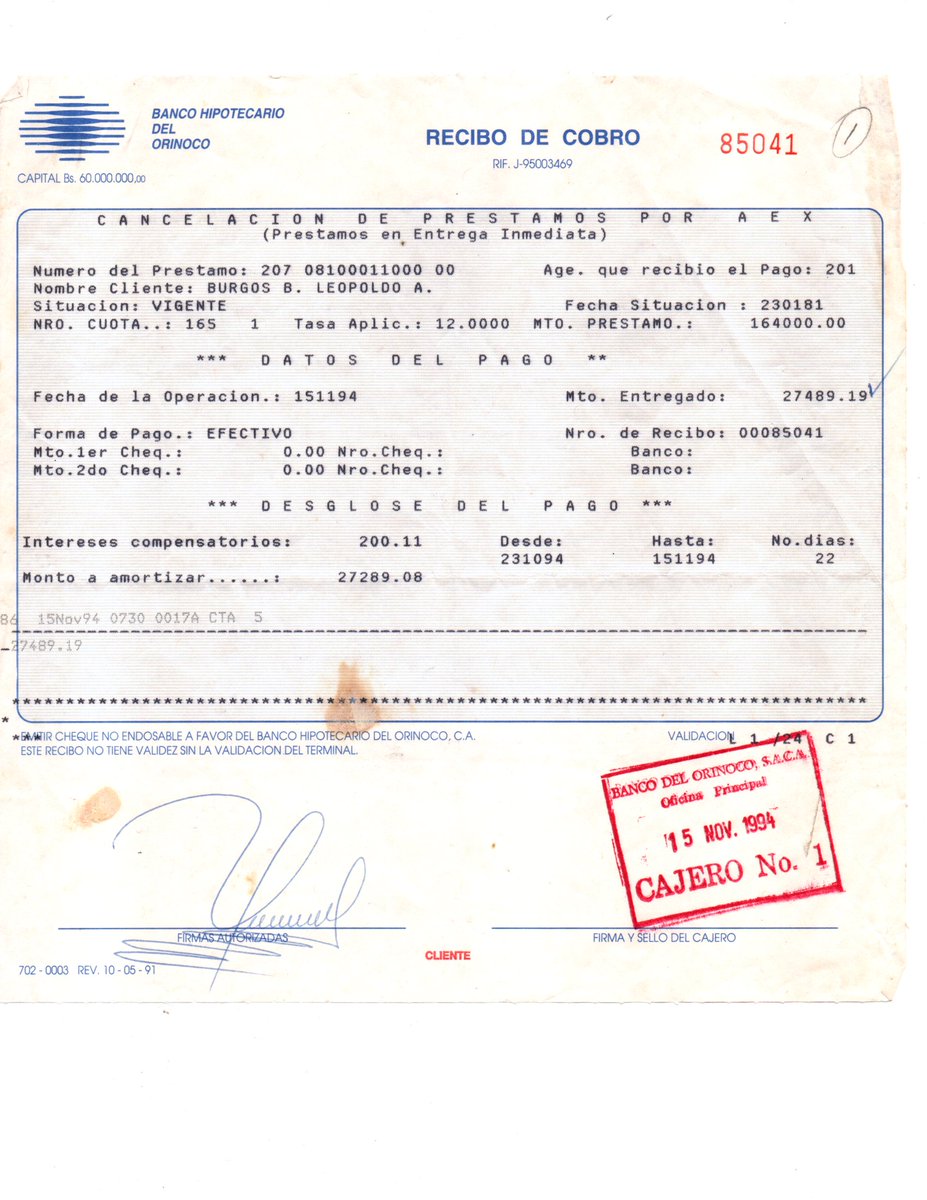 BANCO HIPOTECARIO
DEL
ORINOCO
CAPITAL Bs. 60.000.000,00
RECIBO DE COBRO
RIF. J-95003469
85041
1
CANCELACION DE PRESTAMOS POR AEX
(Prestamos en Entrega Inmediata)
Numero del Prestamo: 207 08100011000 00 Age. que recibio el Pago: 201
Nombre Cliente: BURGOS B. LEOPOLDO A.
Situacion: VIGENTE Fecha Situacion : 230181
NRO. CUOTA..: 165 1 Tasa Aplic.: 12.0000 MTO. PRESTAMO.: 164000.00
*** DATOS DEL PAGO **
Fecha de la Operacion.: 151194 Mto. Entregado: 27489.19
Forma de Pago.: EFECTIVO Nro. de Recibo: 00085041
Mto.1er Cheq.: 0.00 Nro.Cheq.: Banco:
Mto.2do Cheq.: 0.00 Nro.Cheq.: Banco:
*** DESGLOSE DEL PAGO ***
Intereses compensatorios: 200.11 Desde: Hasta: No.dias:
231094 151194 22
Monto a amortizar......: 27289.08
86 15Nov94 0730 0017A CTA 5
27489.19
EMITIR CHEQUE NO ENDOSABLE A FAVOR DEL BANCO HIPOTECARIO DEL ORINOCO, C.A. VALIDACION L 1 /24 C 1
ESTE RECIBO NO TIENE VALIDEZ SIN LA VALIDACION DEL TERMINAL.
BANCO DEL ORINOCO, S.A.C.A.
Oficina Principal
15 NOV. 1994
CAJERO No. 1
FIRMAS AUTORIZADAS
FIRMA Y SELLO DEL CAJERO
CLIENTE
702 - 0003 REV. 10 - 05 - 91